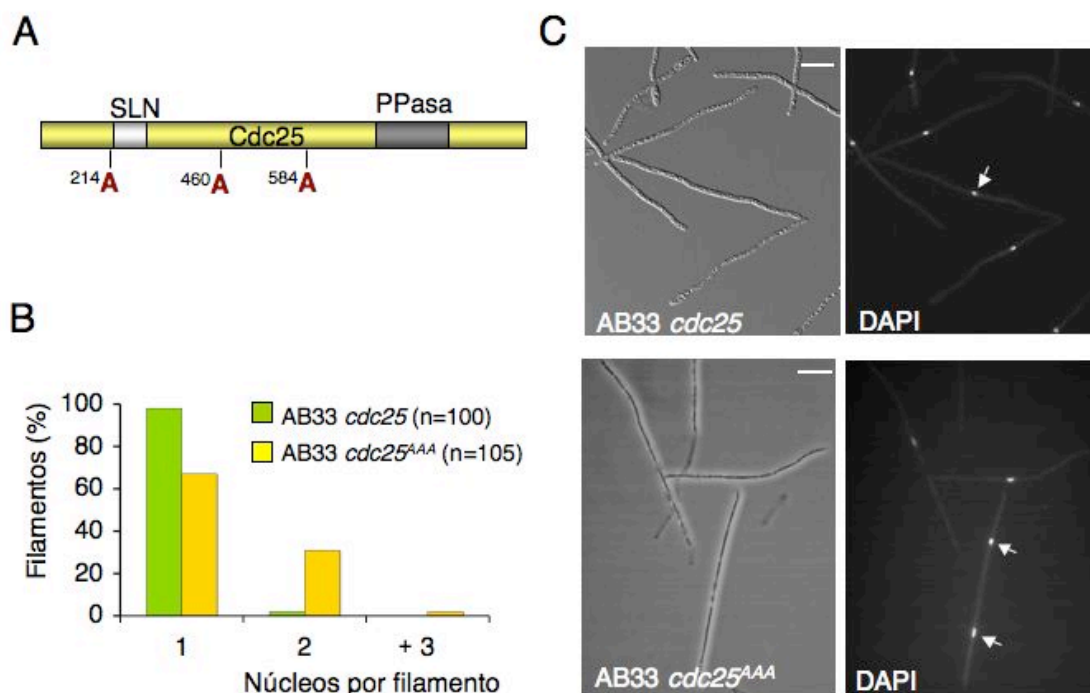 A
SLN
PPasa
Cdc25
214A
460A
584A
B
100
80
60
40
20
0
Filamentos (%)
AB33 cdc25 (n=100)
AB33 cdc25AAA (n=105)
1
2
+ 3
Núcleos por filamento
C
AB33 cdc25
DAPI
AB33 cdc25AAA
DAPI